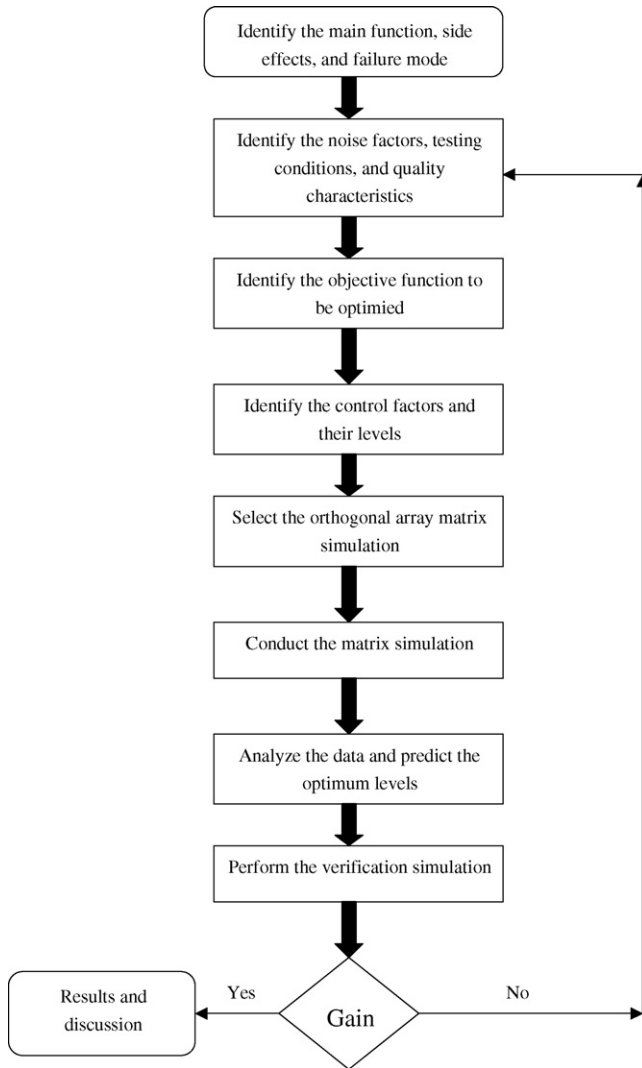 Identify the main function, side
effects, and failure mode
Identify the noise factors, testing
conditions, and quality
characteristics
Identify the objective function to
be optimied
Identify the control factors and
their levels
Select the orthogonal array matrix
simulation
Conduct the matrix simulation
Analyze the data and predict the
optimum levels
Perform the verification simulation
Results and
discussion
Yes
Gain
No